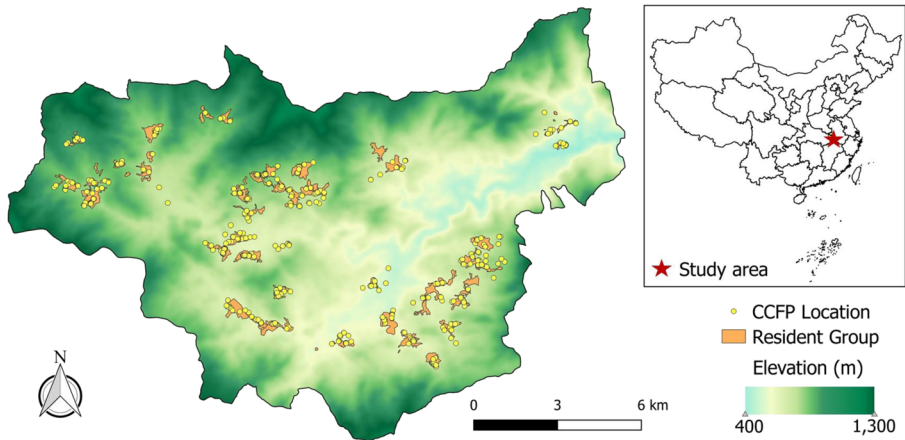 Study area
CCFP Location
Resident Group
Elevation (m)
400 1,300
N
0 3 6 km